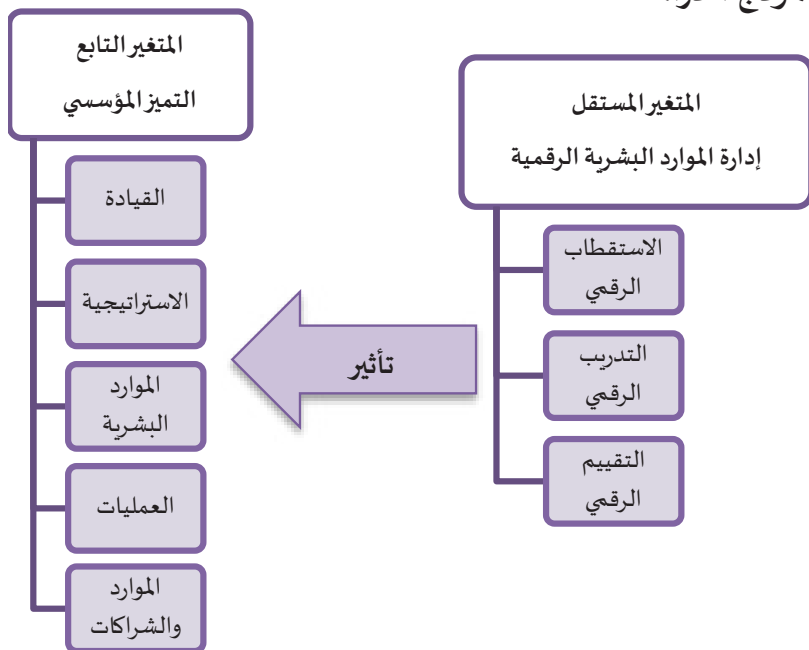 المتغير المستقل
إدارة الموارد البشرية الرقمية
الاستقطاب
الرقمي
التدريب
الرقمي
التقييم
الرقمي
تأثير
المتغير التابع
التميز المؤسسي
القيادة
الاستراتيجية
الموارد
البشرية
العمليات
الموارد
والشراكات